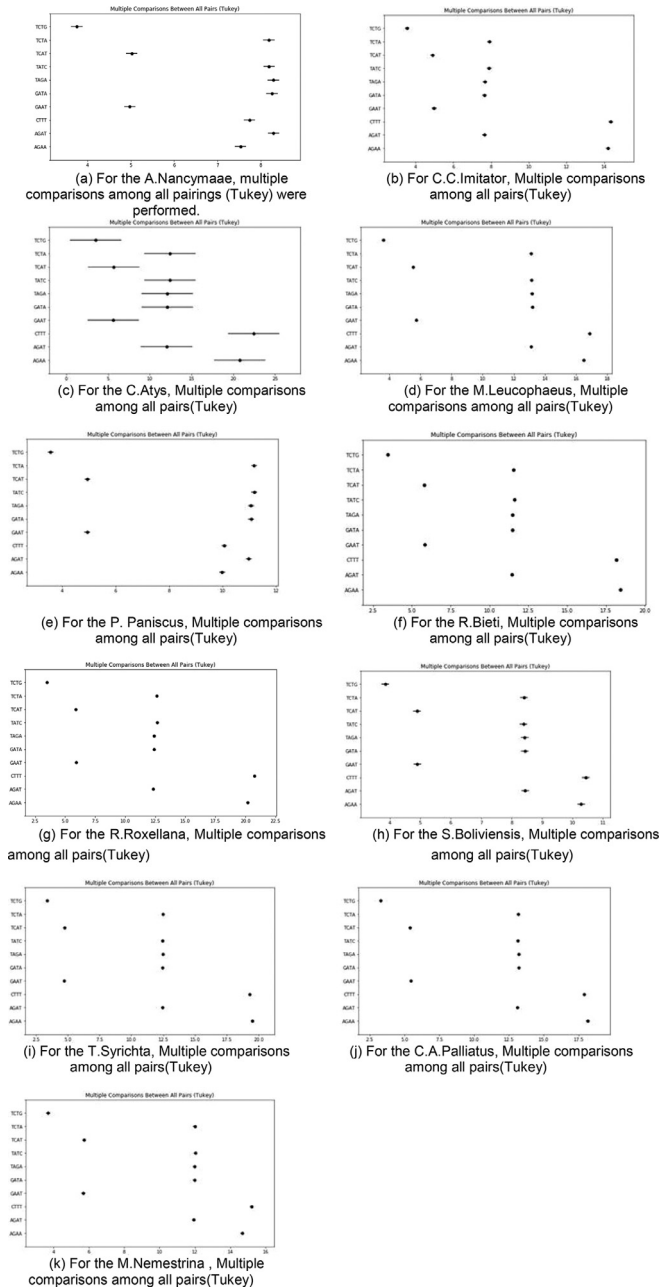 Multiple Comparisons Between All Pairs (Tukey)
TCTG
TCTA
TCAT
TATC
TAGA
GATA
GAAT
CTTT
AGAT
AGAA
4 5 6 7 8
(a) For the A.Nancymaae, multiple
comparisons among all pairings (Tukey) were
performed.
Multiple Comparisons Between All Pairs (Tukey)
TCTG
TCTA
TCAT
TATC
TAGA
GATA
GAAT
CTTT
AGAT
AGAA
4 6 8 10 12 14
(b) For C.C.Imitator, Multiple comparisons
among all pairs(Tukey)
Multiple Comparisons Between All Pairs (Tukey)
TCTG
TCTA
TCAT
TATC
TAGA
GATA
GAAT
CTTT
AGAT
AGAA
0 5 10 15 20 25
(c) For the C.Atys, Multiple comparisons
among all pairs(Tukey)
Multiple Comparisons Between All Pairs (Tukey)
TCTG
TCTA
TCAT
TATC
TAGA
GATA
GAAT
CTTT
AGAT
AGAA
4 6 8 10 12 14 16 18
(d) For the M.Leucophaeus, Multiple
comparisons among all pairs(Tukey)
Multiple Comparisons Between All Pairs (Tukey)
TCTG
TCTA
TCAT
TATC
TAGA
GATA
GAAT
CTTT
AGAT
AGAA
4 6 8 10 12
(e) For the P. Paniscus, Multiple comparisons
among all pairs(Tukey)
Multiple Comparisons Between All Pairs (Tukey)
TCTG
TCTA
TCAT
TATC
TAGA
GATA
GAAT
CTTT
AGAT
AGAA
2.5 5.0 7.5 10.0 12.5 15.0 17.5 20.0
(f) For the R.Bieti, Multiple comparisons
among all pairs(Tukey)
Multiple Comparisons Between All Pairs (Tukey)
TCTG
TCTA
TCAT
TATC
TAGA
GATA
GAAT
CTTT
AGAT
AGAA
2.5 5.0 7.5 10.0 12.5 15.0 17.5 20.0 22.5
(g) For the R.Roxellana, Multiple comparisons
among all pairs(Tukey)
Multiple Comparisons Between All Pairs (Tukey)
TCTG
TCTA
TCAT
TATC
TAGA
GATA
GAAT
CTTT
AGAT
AGAA
4 5 6 7 8 9 10 11
(h) For the S.Boliviensis, Multiple comparisons
among all pairs(Tukey)
Multiple Comparisons Between All Pairs (Tukey)
TCTG
TCTA
TCAT
TATC
TAGA
GATA
GAAT
CTTT
AGAT
AGAA
2.5 5.0 7.5 10.0 12.5 15.0 17.5 20.0
(i) For the T.Syrichta, Multiple comparisons
among all pairs(Tukey)
Multiple Comparisons Between All Pairs (Tukey)
TCTG
TCTA
TCAT
TATC
TAGA
GATA
GAAT
CTTT
AGAT
AGAA
2.5 5.0 7.5 10.0 12.5 15.0 17.5
(j) For the C.A.Palliatus, Multiple comparisons
among all pairs(Tukey)
Multiple Comparisons Between All Pairs (Tukey)
TCTG
TCTA
TCAT
TATC
TAGA
GATA
GAAT
CTTT
AGAT
AGAA
4 6 8 10 12 14 16
(k) For the M.Nemestrina , Multiple
comparisons among all pairs(Tukey)